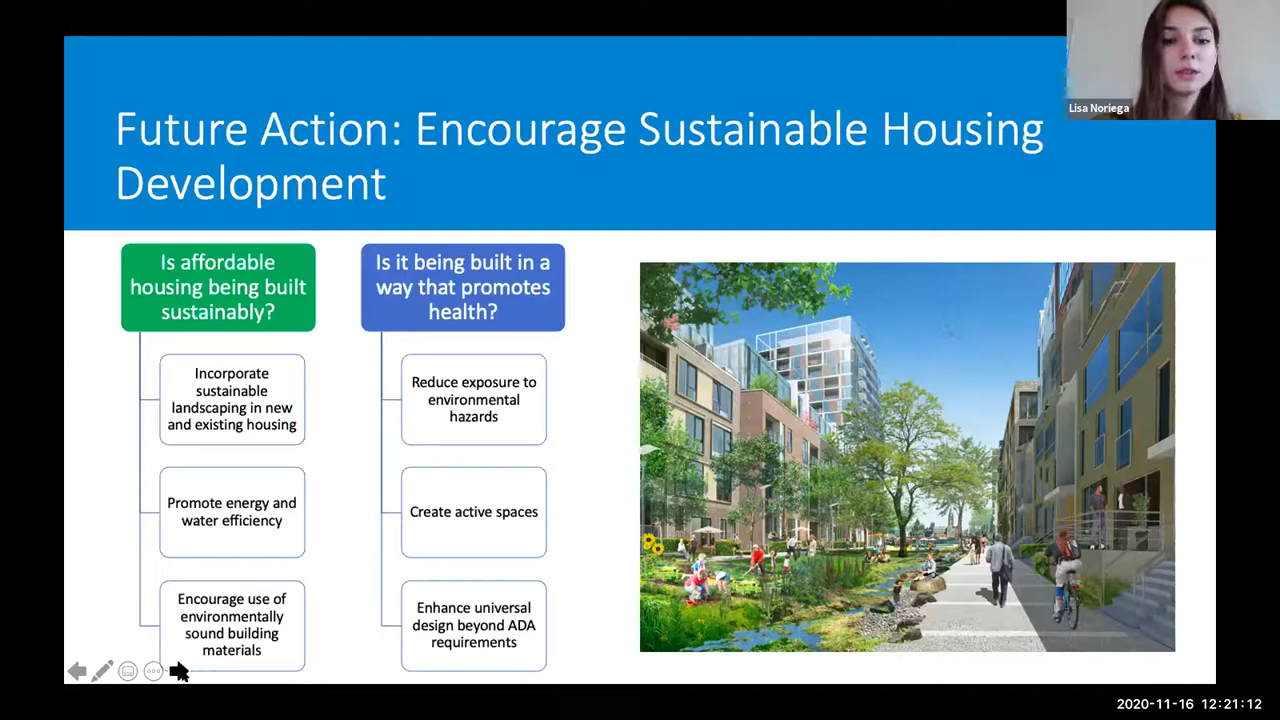 Lisa Noriega
Future Action: Encourage Sustainable Housing
Development
Is affordable
housing being built
sustainably?
Incorporate
sustainable
landscaping in new
and existing housing
Promote energy and
water efficiency
Encourage use of
environmentally
sound building
materials
Is it being built in a
way that promotes
health?
Reduce exposure to
environmental
hazards
Create active spaces
Enhance universal
design beyond ADA
requirements
2020-11-16 12:21:12